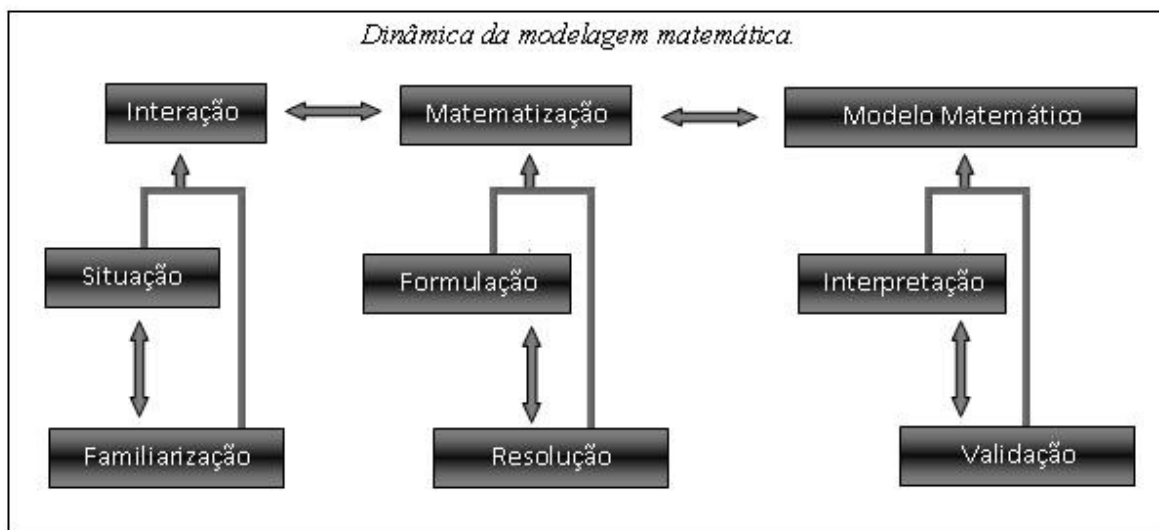 Dinâmica da modelagem matemática.
Interação
Matematização
Modelo Matemático
Situação
Formulação
Interpretação
Familiarização
Resolução
Validação